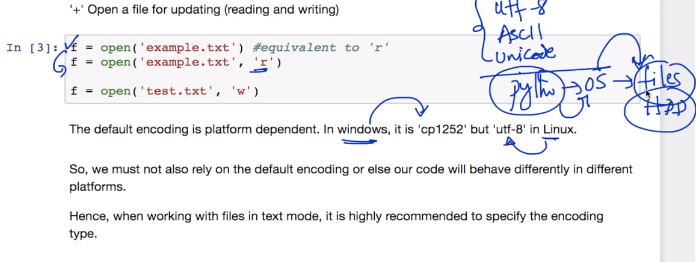 '+' Open a file for updating (reading and writing)
utf-8
ASCII
Unicode
In [3]: f = open('example.txt') #equivalent to 'r'
f = open('example.txt', 'r')
f = open('test.txt', 'w')
python → OS → files
HDD
The default encoding is platform dependent. In windows, it is 'cp1252' but 'utf-8' in Linux.
So, we must not also rely on the default encoding or else our code will behave differently in different
platforms.
Hence, when working with files in text mode, it is highly recommended to specify the encoding
type.